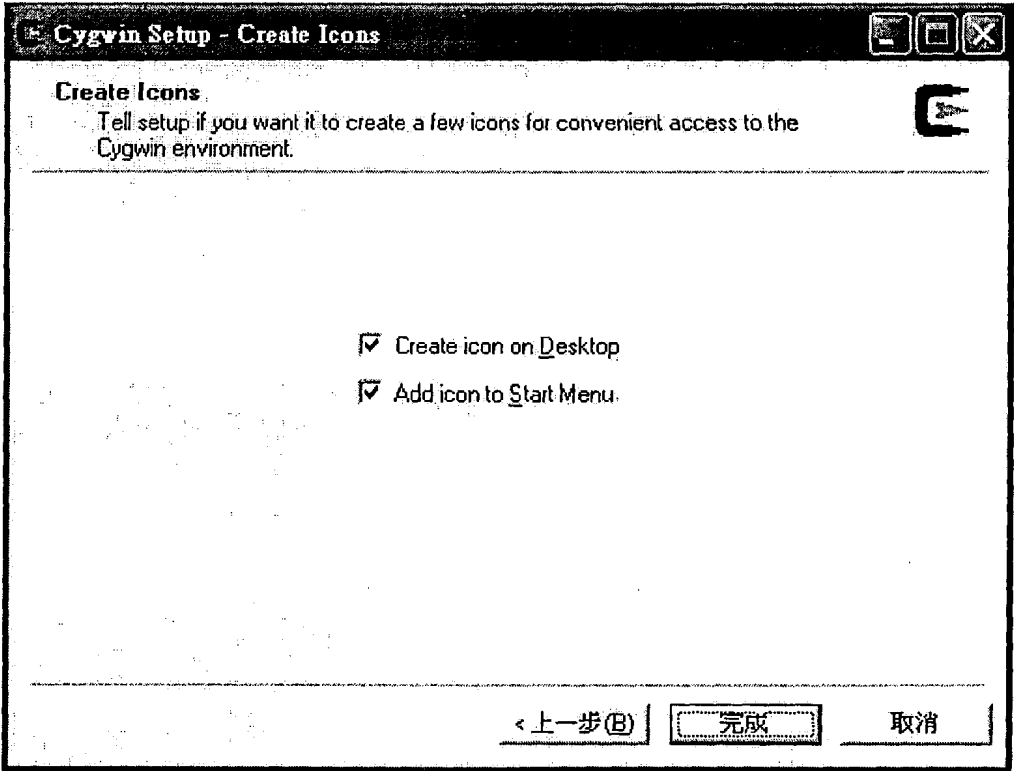 Cygwin Setup - Create Icons
Create Icons
Tell setup if you want it to create a few icons for convenient access to the
Cygwin environment.
Create icon on Desktop
Add icon to Start Menu
< 上一步(B)
完成
取消